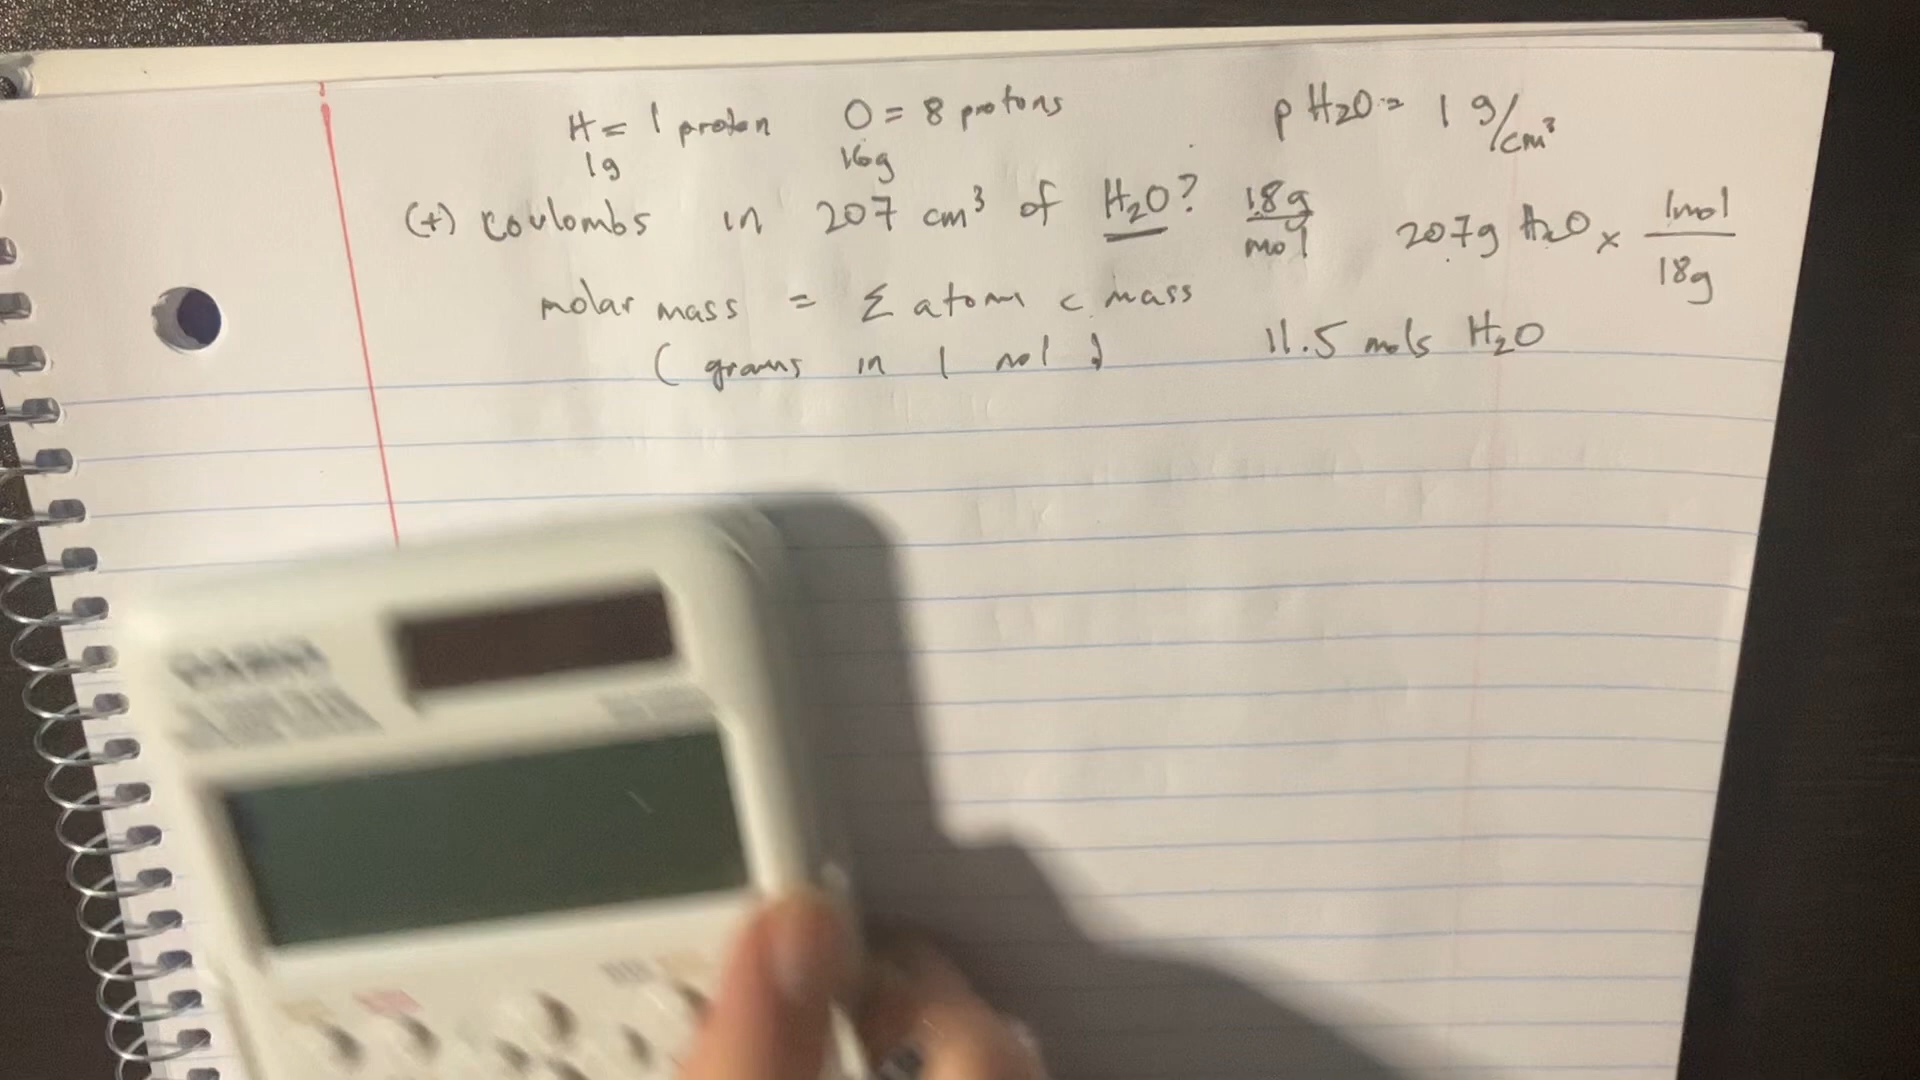 H = 1 proton O = 8 protons ρ H2O = 1 g/cm³
1g 16g
(+) coulombs in 207 cm³ of H2O? 18g/mol 207g H2O x 1mol/18g
molar mass = Σ atomic mass
(grams in 1 mol) 11.5 mols H2O